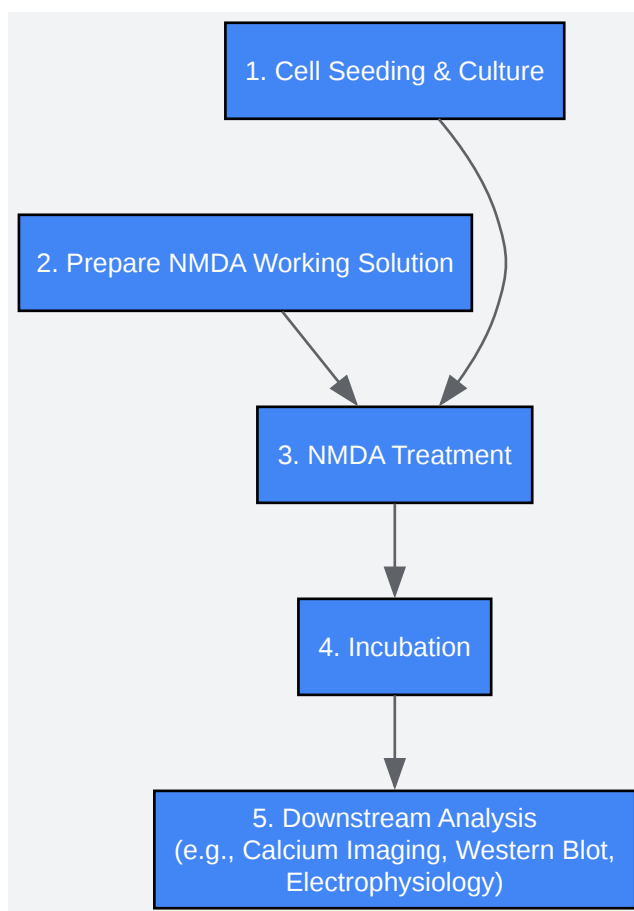 1. Cell Seeding & Culture
2. Prepare NMDA Working Solution
3. NMDA Treatment
4. Incubation
5. Downstream Analysis
(e.g., Calcium Imaging, Western Blot,
Electrophysiology)